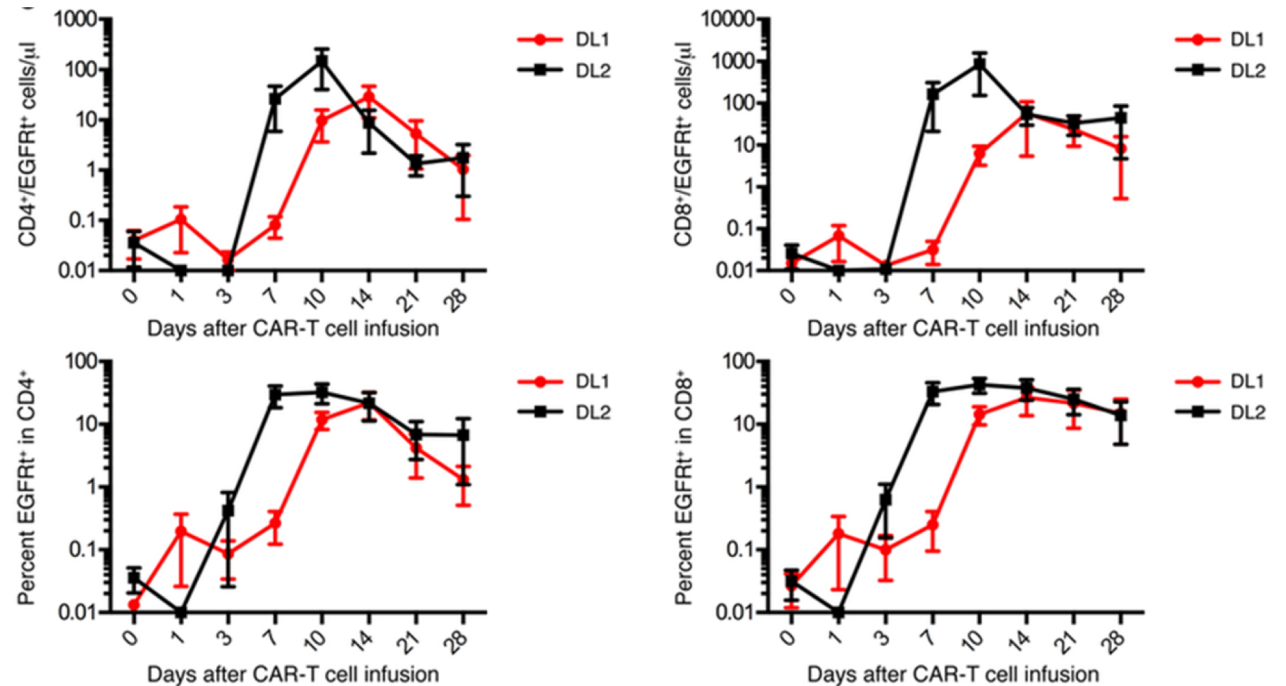 1000
100
10
1
0.1
0.01
CD4⁺/EGFRt⁺ cells/µl
0 1 3 7 10 14 21 28
Days after CAR-T cell infusion
DL1
DL2
10000
1000
100
10
1
0.1
0.01
CD8⁺/EGFRt⁺ cells/µl
0 1 3 7 10 14 21 28
Days after CAR-T cell infusion
DL1
DL2
100
10
1
0.1
0.01
Percent EGFRt⁺ in CD4⁺
0 1 3 7 10 14 21 28
Days after CAR-T cell infusion
DL1
DL2
100
10
1
0.1
0.01
Percent EGFRt⁺ in CD8⁺
0 1 3 7 10 14 21 28
Days after CAR-T cell infusion
DL1
DL2